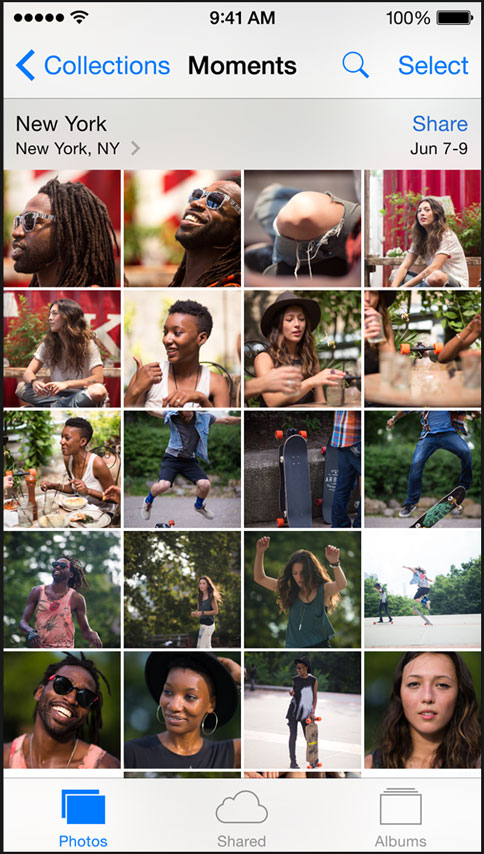 9:41 AM 100%
Collections Moments Select
New York Share
New York, NY Jun 7-9
Photos Shared Albums